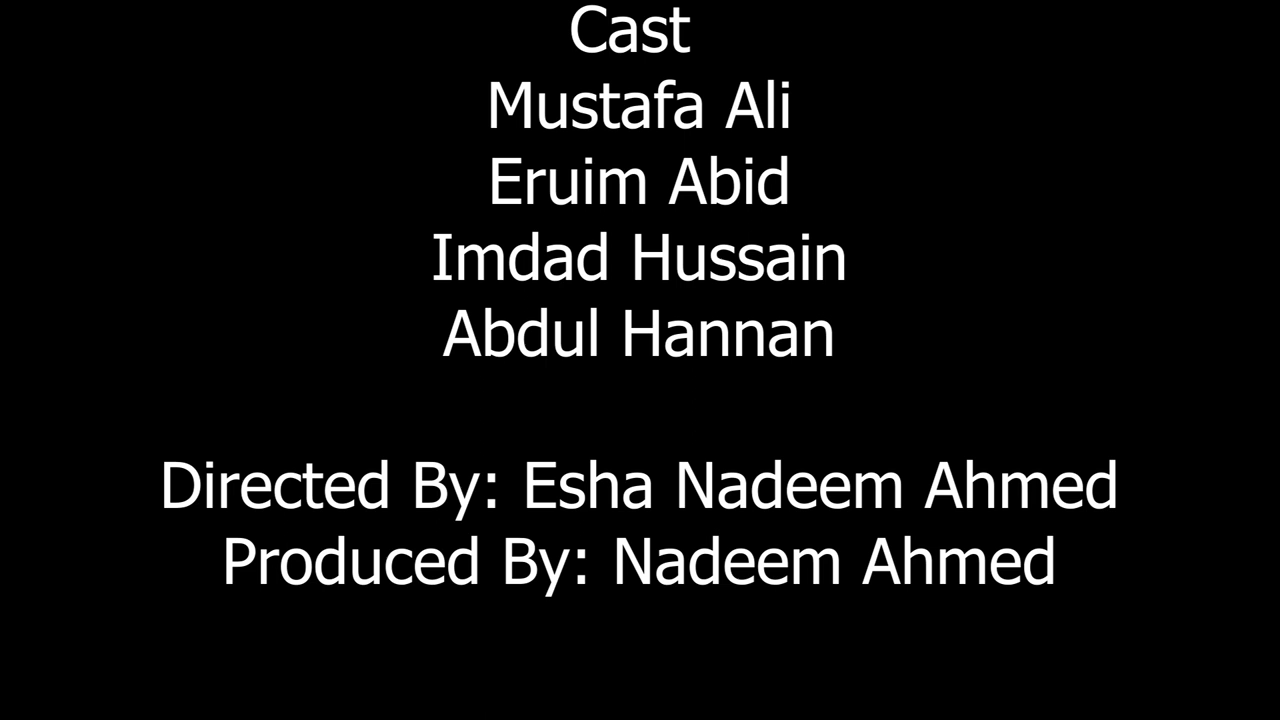 Cast
Mustafa Ali
Eruim Abid
Imdad Hussain
Abdul Hannan
Directed By: Esha Nadeem Ahmed
Produced By: Nadeem Ahmed